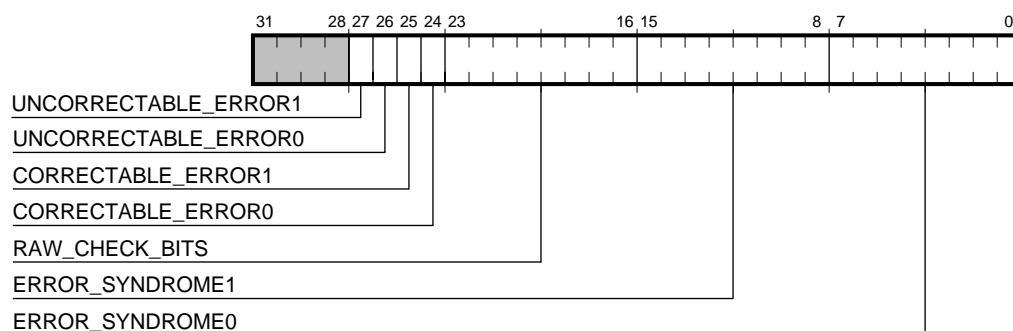 31 28 27 26 25 24 23 16 15 8 7 0
UNCORRECTABLE_ERROR1
UNCORRECTABLE_ERROR0
CORRECTABLE_ERROR1
CORRECTABLE_ERROR0
RAW_CHECK_BITS
ERROR_SYNDROME1
ERROR_SYNDROME0